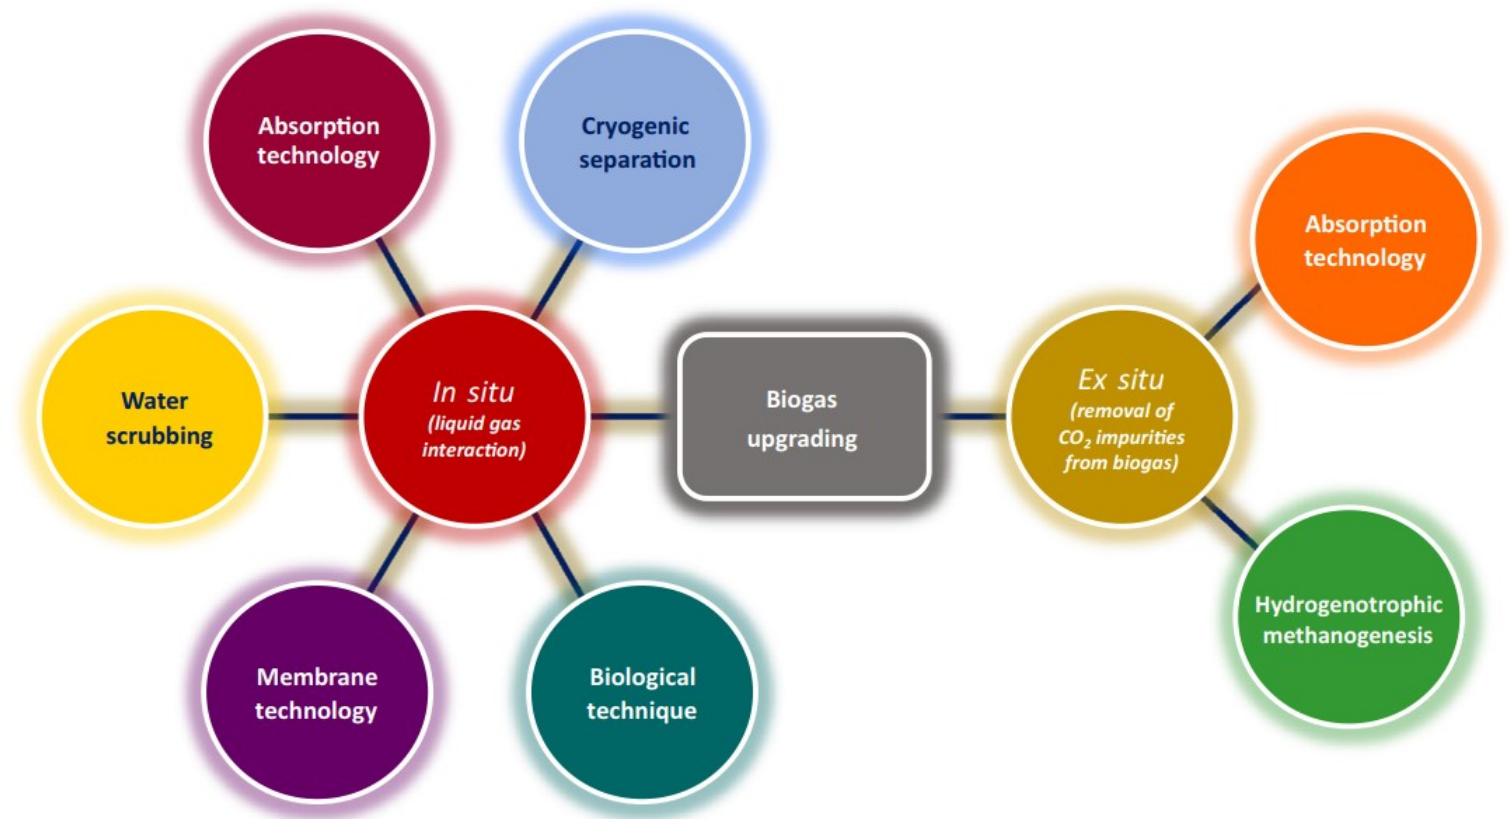 Absorption
technology
Cryogenic
separation
Absorption
technology
Water
scrubbing
In situ
(liquid gas
interaction)
Biogas
upgrading
Ex situ
(removal of
CO₂ impurities
from biogas)
Membrane
technology
Biological
technique
Hydrogenotrophic
methanogenesis